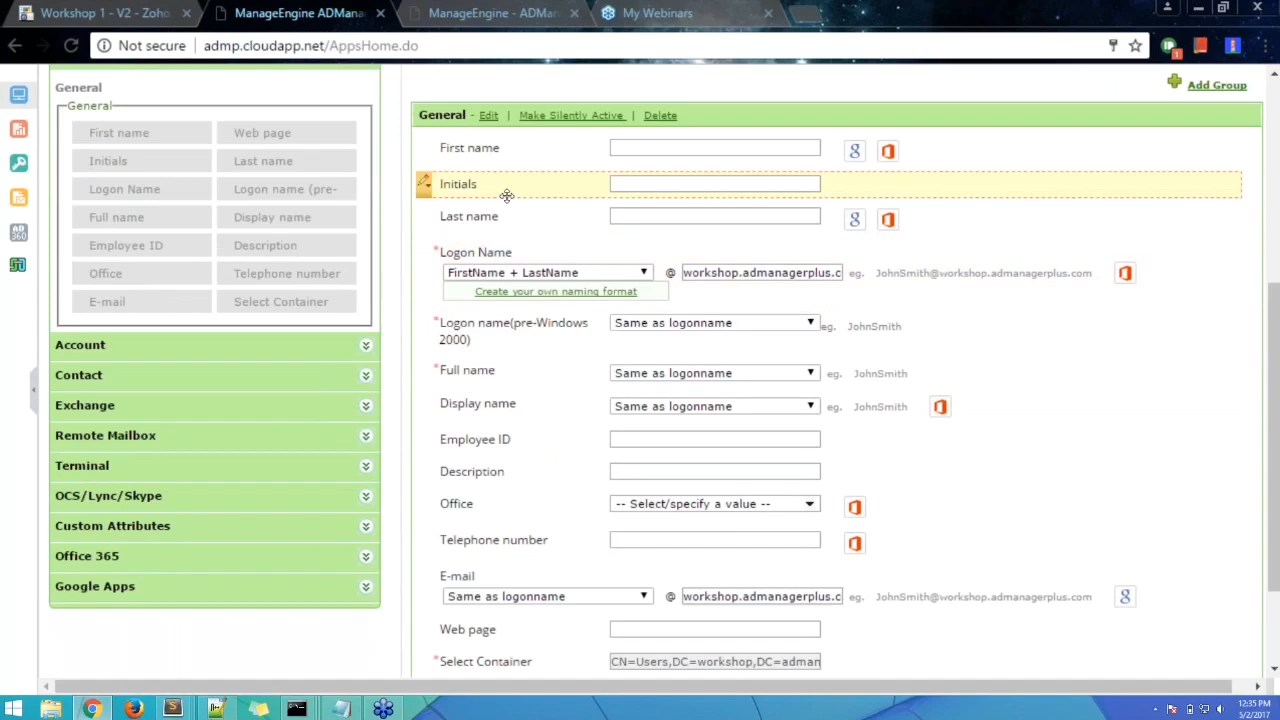 Workshop 1 - V2 - Zoho
ManageEngine ADMana
ManageEngine - ADMan
My Webinars
Not secure
admp.cloudapp.net/AppsHome.do
1
General
General
First name
Web page
Initials
Last name
Logon Name
Logon name (pre-
Full name
Display name
Employee ID
Description
Office
Telephone number
E-mail
Select Container
Account
Contact
Exchange
Remote Mailbox
Terminal
OCS/Lync/Skype
Custom Attributes
Office 365
Google Apps
AD
360
Add Group
General - Edit | Make Silently Active | Delete
First name
Initials
Last name
*Logon Name
FirstName + LastName @ workshop.admanagerplus.c eg. JohnSmith@workshop.admanagerplus.com
Create your own naming format
*Logon name(pre-Windows
2000)
Same as logonname eg. JohnSmith
*Full name Same as logonname eg. JohnSmith
Display name Same as logonname eg. JohnSmith
Employee ID
Description
Office -- Select/specify a value --
Telephone number
E-mail
Same as logonname @ workshop.admanagerplus.c eg. JohnSmith@workshop.admanagerplus.com
Web page
*Select Container CN=Users,DC=workshop,DC=adman
12:35 PM
5/2/2017